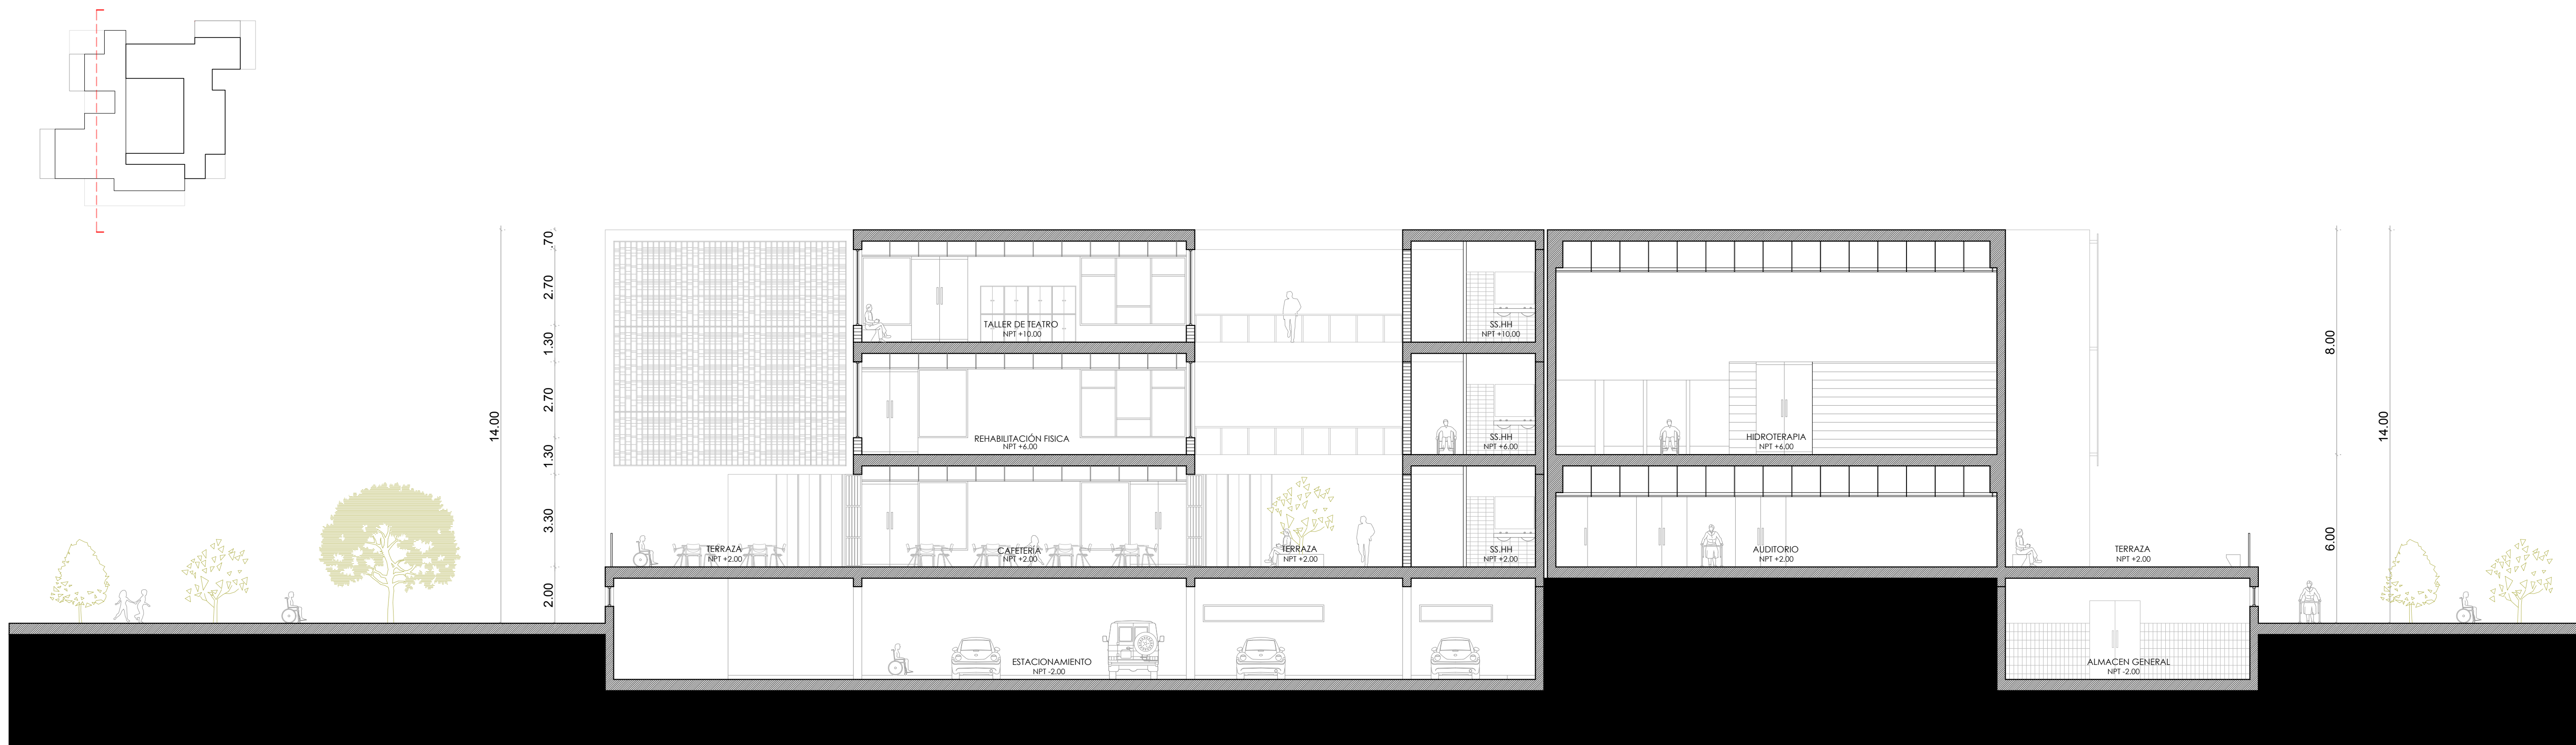 14.00
.70
2.70
1.30
2.70
1.30
3.30
2.00
TALLER DE TEATRO
NPT +10.00
SS.HH
NPT +10.00
REHABILITACIÓN FISICA
NPT +6.00
SS.HH
NPT +6.00
HIDROTERAPIA
NPT +6.00
TERRAZA
NPT +2.00
CAFETERÍA
NPT +2.00
TERRAZA
NPT +2.00
SS.HH
NPT +2.00
AUDITORIO
NPT +2.00
TERRAZA
NPT +2.00
ESTACIONAMIENTO
NPT -2.00
ALMACEN GENERAL
NPT -2.00
8.00
6.00
14.00